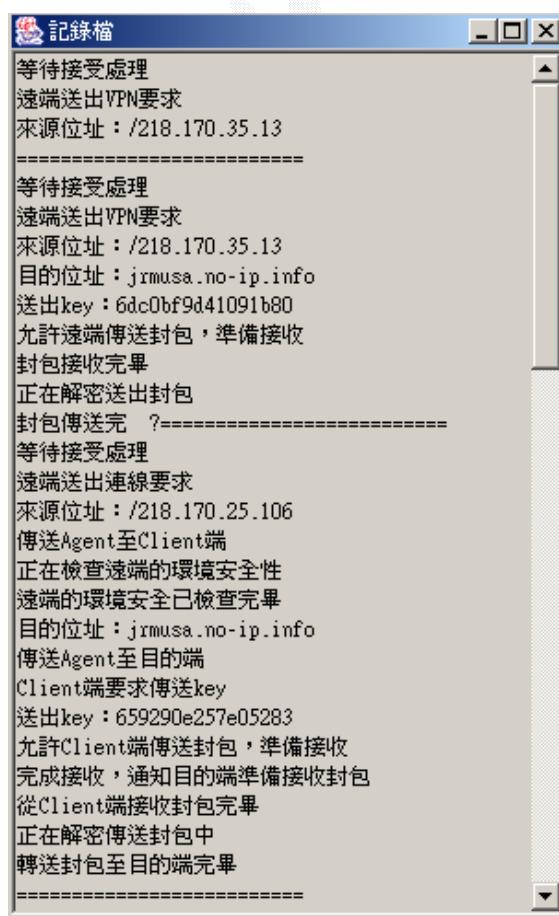 記錄檔
等待接受處理
遠端送出VPN要求
來源位址：/218.170.35.13
==========================
等待接受處理
遠端送出VPN要求
來源位址：/218.170.35.13
目的位址：jrmusa.no-ip.info
送出key：6dc0bf9d41091b80
允許遠端傳送封包，準備接收
封包接收完畢
正在解密送出封包
封包傳送完　?==========================
等待接受處理
遠端送出連線要求
來源位址：/218.170.25.106
傳送Agent至Client端
正在檢查遠端的環境安全性
遠端的環境安全已檢查完畢
目的位址：jrmusa.no-ip.info
傳送Agent至目的端
Client端要求傳送key
送出key：659290e257e05283
允許Client端傳送封包，準備接收
完成接收，通知目的端準備接收封包
從Client端接收封包完畢
正在解密傳送封包中
轉送封包至目的端完畢
==========================